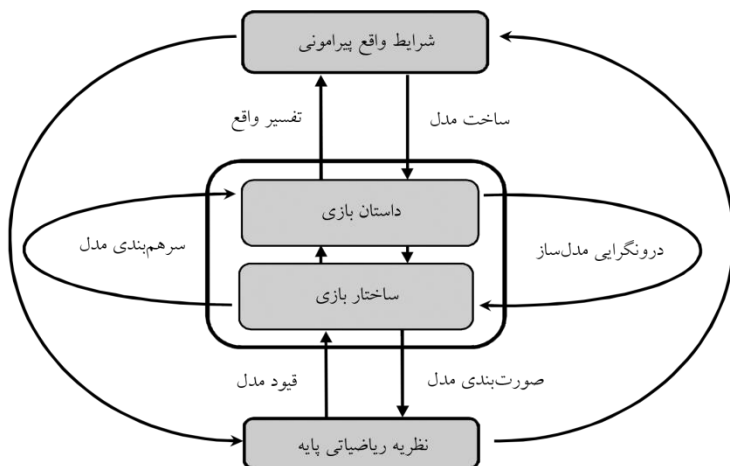 شرایط واقع پیرامونی
ساخت مدل
تفسیر واقع
داستان بازی
درونگرایی مدل‌ساز
سرهم‌بندی مدل
ساختار بازی
صورت‌بندی مدل
قیود مدل
نظریه ریاضیاتی پایه